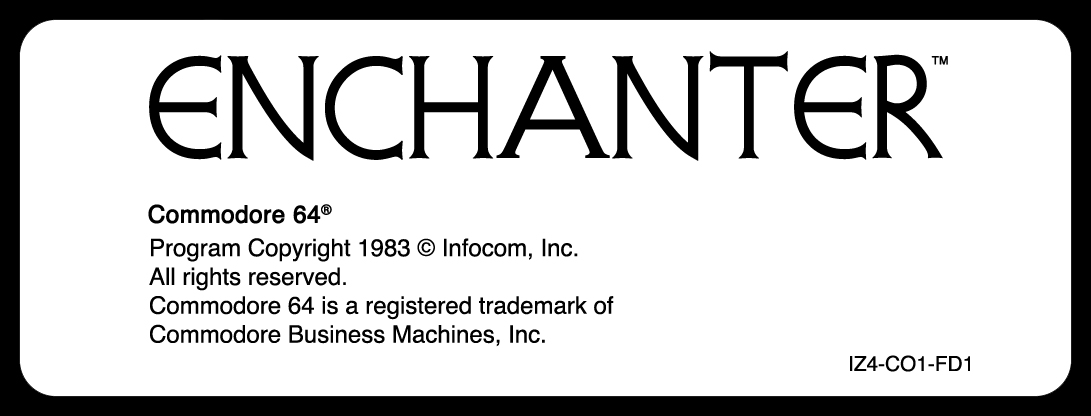 ENCHANTER™
Commodore 64®
Program Copyright 1983 © Infocom, Inc.
All rights reserved.
Commodore 64 is a registered trademark of
Commodore Business Machines, Inc.
IZ4-CO1-FD1